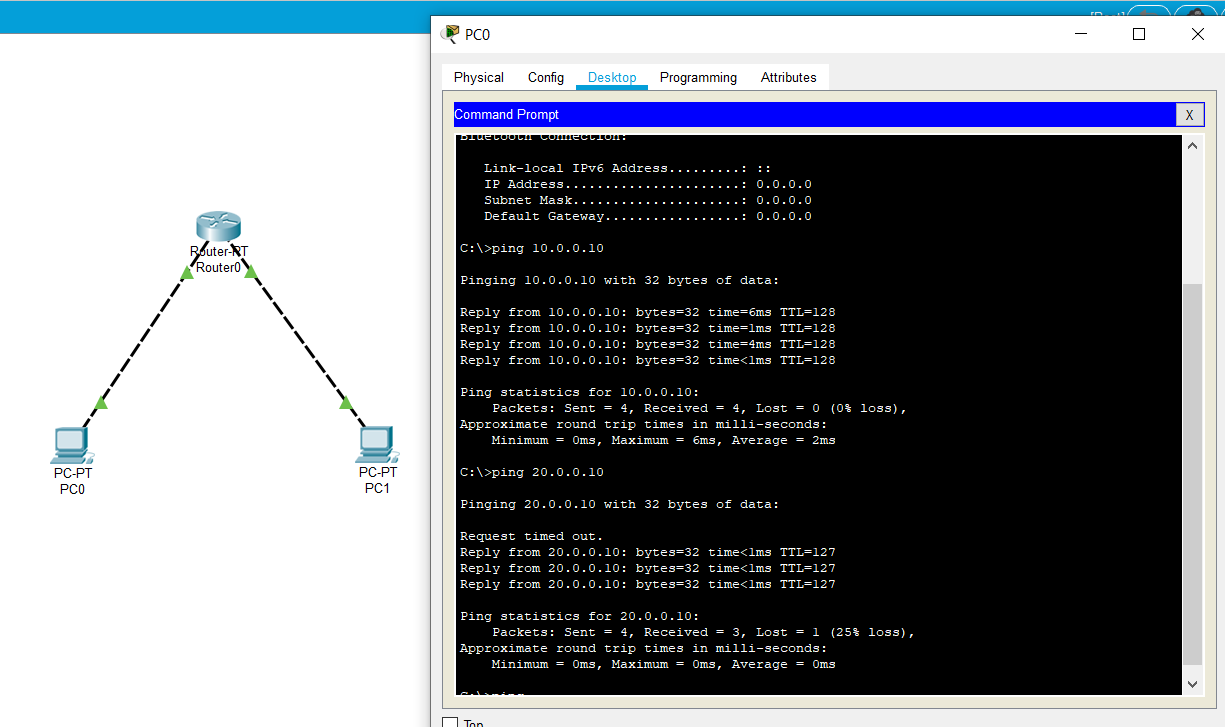 PC0
Physical Config Desktop Programming Attributes
Command Prompt
X
Bluetooth Connection:
Link-local IPv6 Address.........: ::
IP Address......................: 0.0.0.0
Subnet Mask.....................: 0.0.0.0
Default Gateway.................: 0.0.0.0
C:\>ping 10.0.0.10
Pinging 10.0.0.10 with 32 bytes of data:
Reply from 10.0.0.10: bytes=32 time=6ms TTL=128
Reply from 10.0.0.10: bytes=32 time=1ms TTL=128
Reply from 10.0.0.10: bytes=32 time=4ms TTL=128
Reply from 10.0.0.10: bytes=32 time<1ms TTL=128
Ping statistics for 10.0.0.10:
Packets: Sent = 4, Received = 4, Lost = 0 (0% loss),
Approximate round trip times in milli-seconds:
Minimum = 0ms, Maximum = 6ms, Average = 2ms
C:\>ping 20.0.0.10
Pinging 20.0.0.10 with 32 bytes of data:
Request timed out.
Reply from 20.0.0.10: bytes=32 time<1ms TTL=127
Reply from 20.0.0.10: bytes=32 time<1ms TTL=127
Reply from 20.0.0.10: bytes=32 time<1ms TTL=127
Ping statistics for 20.0.0.10:
Packets: Sent = 4, Received = 3, Lost = 1 (25% loss),
Approximate round trip times in milli-seconds:
Minimum = 0ms, Maximum = 0ms, Average = 0ms
C:\>ping
Top
Router-PT
Router0
PC-PT
PC0
PC-PT
PC1